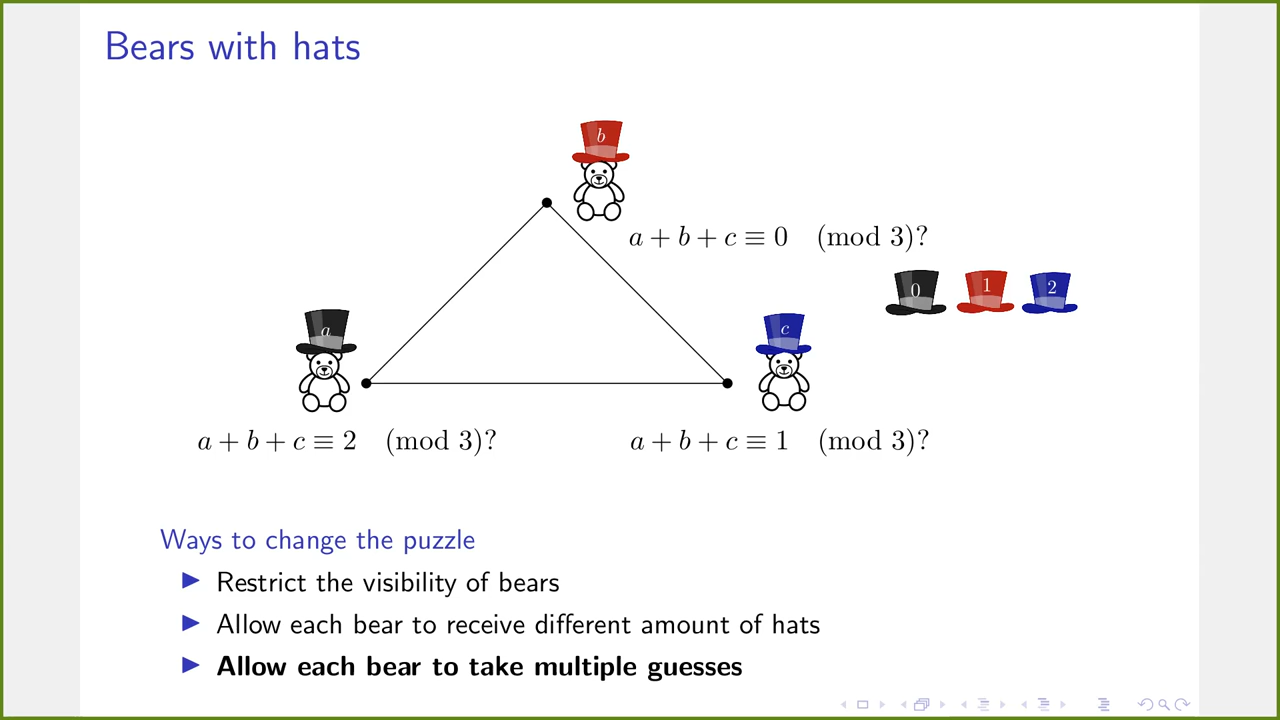 Bears with hats
b
a + b + c ≡ 0 (mod 3)?
0 1 2
a
c
a + b + c ≡ 2 (mod 3)?
a + b + c ≡ 1 (mod 3)?
Ways to change the puzzle
Restrict the visibility of bears
Allow each bear to receive different amount of hats
Allow each bear to take multiple guesses